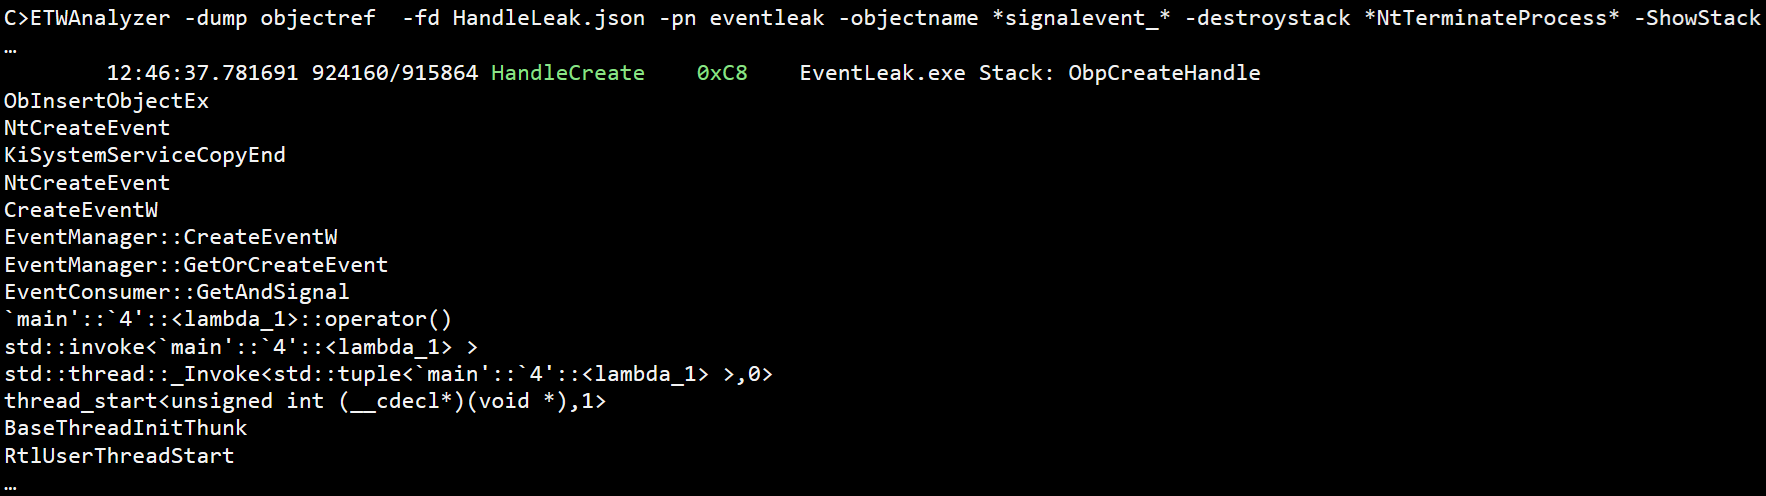 C>ETWAnalyzer -dump objectref  -fd HandleLeak.json -pn eventleak -objectname *signalevent_* -destroystack *NtTerminateProcess* -ShowStack
…
        12:46:37.781691 924160/915864 HandleCreate    0xC8    EventLeak.exe Stack: ObpCreateHandle
ObInsertObjectEx
NtCreateEvent
KiSystemServiceCopyEnd
NtCreateEvent
CreateEventW
EventManager::CreateEventW
EventManager::GetOrCreateEvent
EventConsumer::GetAndSignal
`main'::`4'::<lambda_1>::operator()
std::invoke<`main'::`4'::<lambda_1> >
std::thread::_Invoke<std::tuple<`main'::`4'::<lambda_1> >,0>
thread_start<unsigned int (__cdecl*)(void *),1>
BaseThreadInitThunk
RtlUserThreadStart
…